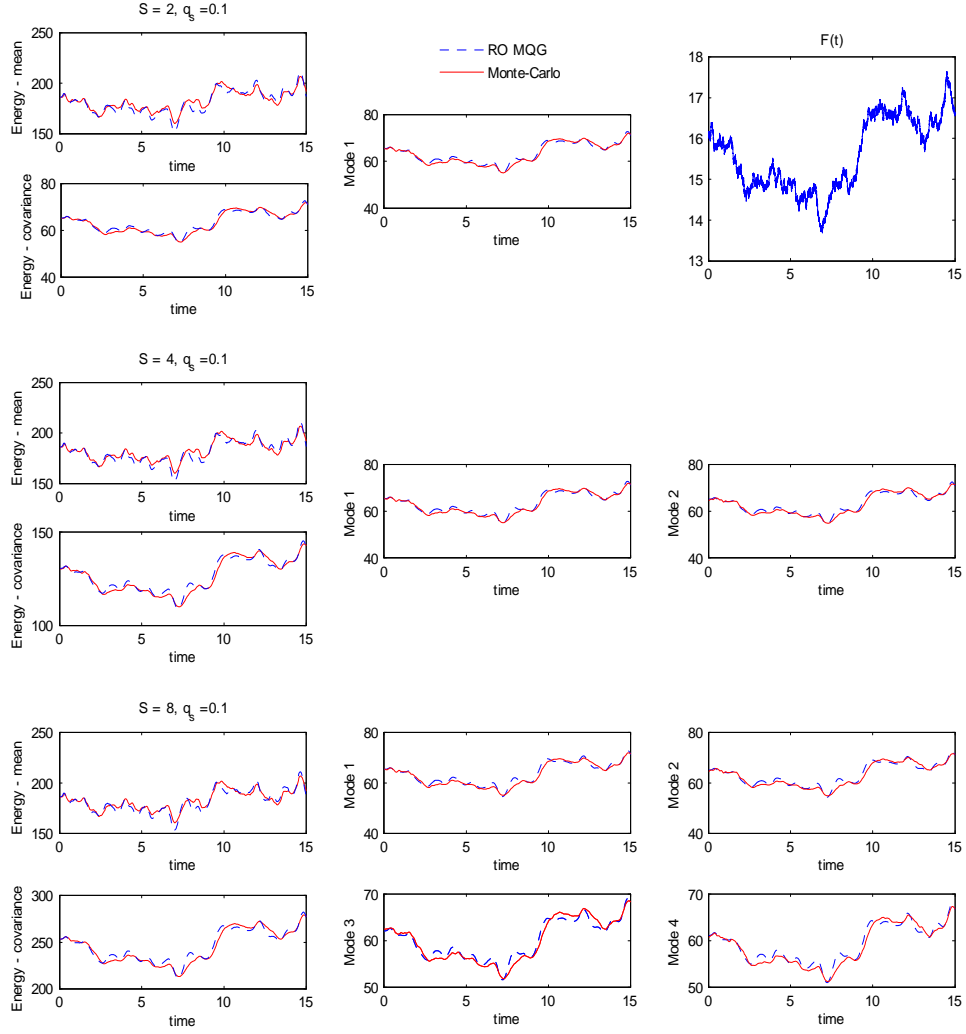 S = 2, q_s =0.1
250
200
150
Energy - mean
0 5 10 15
time
80
60
40
Energy - covariance
0 5 10 15
time
RO MQG
Monte-Carlo
80
60
40
Mode 1
0 5 10 15
time
F(t)
18
17
16
15
14
13
0 5 10 15
S = 4, q_s =0.1
250
200
150
Energy - mean
0 5 10 15
time
150
100
Energy - covariance
0 5 10 15
time
80
60
40
Mode 1
0 5 10 15
time
80
60
40
Mode 2
0 5 10 15
time
S = 8, q_s =0.1
250
200
150
Energy - mean
0 5 10 15
time
80
60
40
Mode 1
0 5 10 15
time
80
60
40
Mode 2
0 5 10 15
time
300
250
200
Energy - covariance
0 5 10 15
time
70
60
50
Mode 3
0 5 10 15
time
70
60
50
Mode 4
0 5 10 15
time